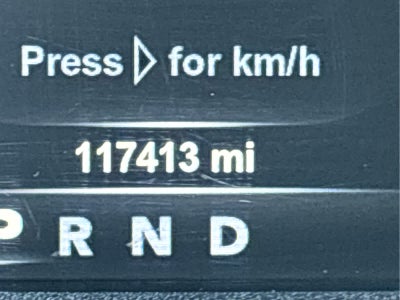 Press ▷ for km/h
117413 mi
P R N D